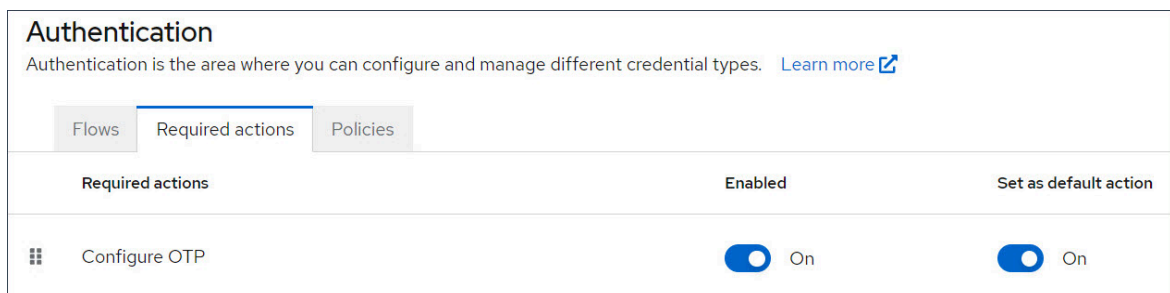 Authentication
Authentication is the area where you can configure and manage different credential types. Learn more
Flows Required actions Policies
Required actions Enabled Set as default action
Configure OTP On On